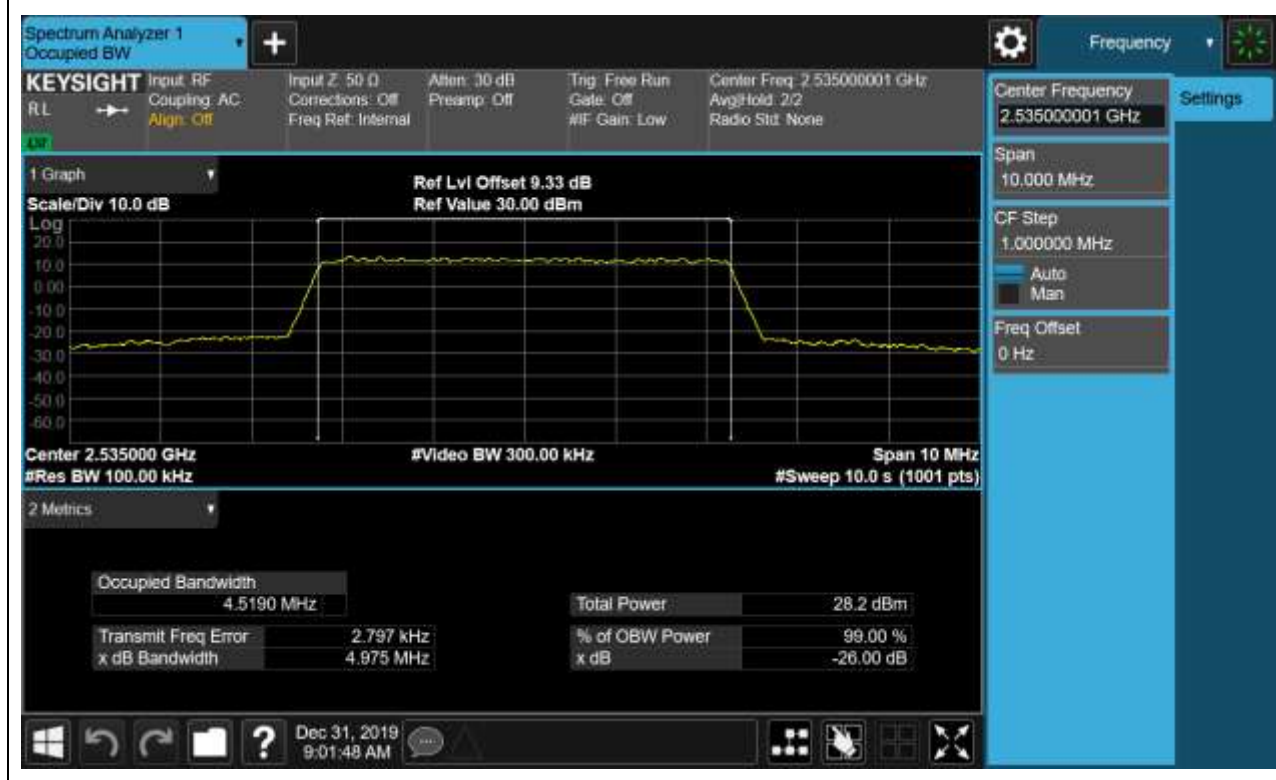 Spectrum Analyzer 1
Occupied BW
+
Frequency
KEYSIGHT
RL
Input: RF
Coupling: AC
Align: Off
Input Z: 50 Ω
Corrections: Off
Freq Ref: Internal
Atten: 30 dB
Preamp: Off
Trig: Free Run
Gate: Off
#IF Gain: Low
Center Freq: 2.535000001 GHz
Avg|Hold: 2/2
Radio Std: None
Center Frequency
2.535000001 GHz
Settings
Span
10.000 MHz
CF Step
1.000000 MHz
Auto
Man
Freq Offset
0 Hz
1 Graph
Scale/Div 10.0 dB
Ref Lvl Offset 9.33 dB
Ref Value 30.00 dBm
Log
20.0
10.0
0.00
-10.0
-20.0
-30.0
-40.0
-50.0
-60.0
Center 2.535000 GHz
#Video BW 300.00 kHz
Span 10 MHz
#Res BW 100.00 kHz
#Sweep 10.0 s (1001 pts)
2 Metrics
Occupied Bandwidth
4.5190 MHz
Total Power 28.2 dBm
Transmit Freq Error 2.797 kHz
% of OBW Power 99.00 %
x dB Bandwidth 4.975 MHz
x dB -26.00 dB
?
Dec 31, 2019
9:01:48 AM